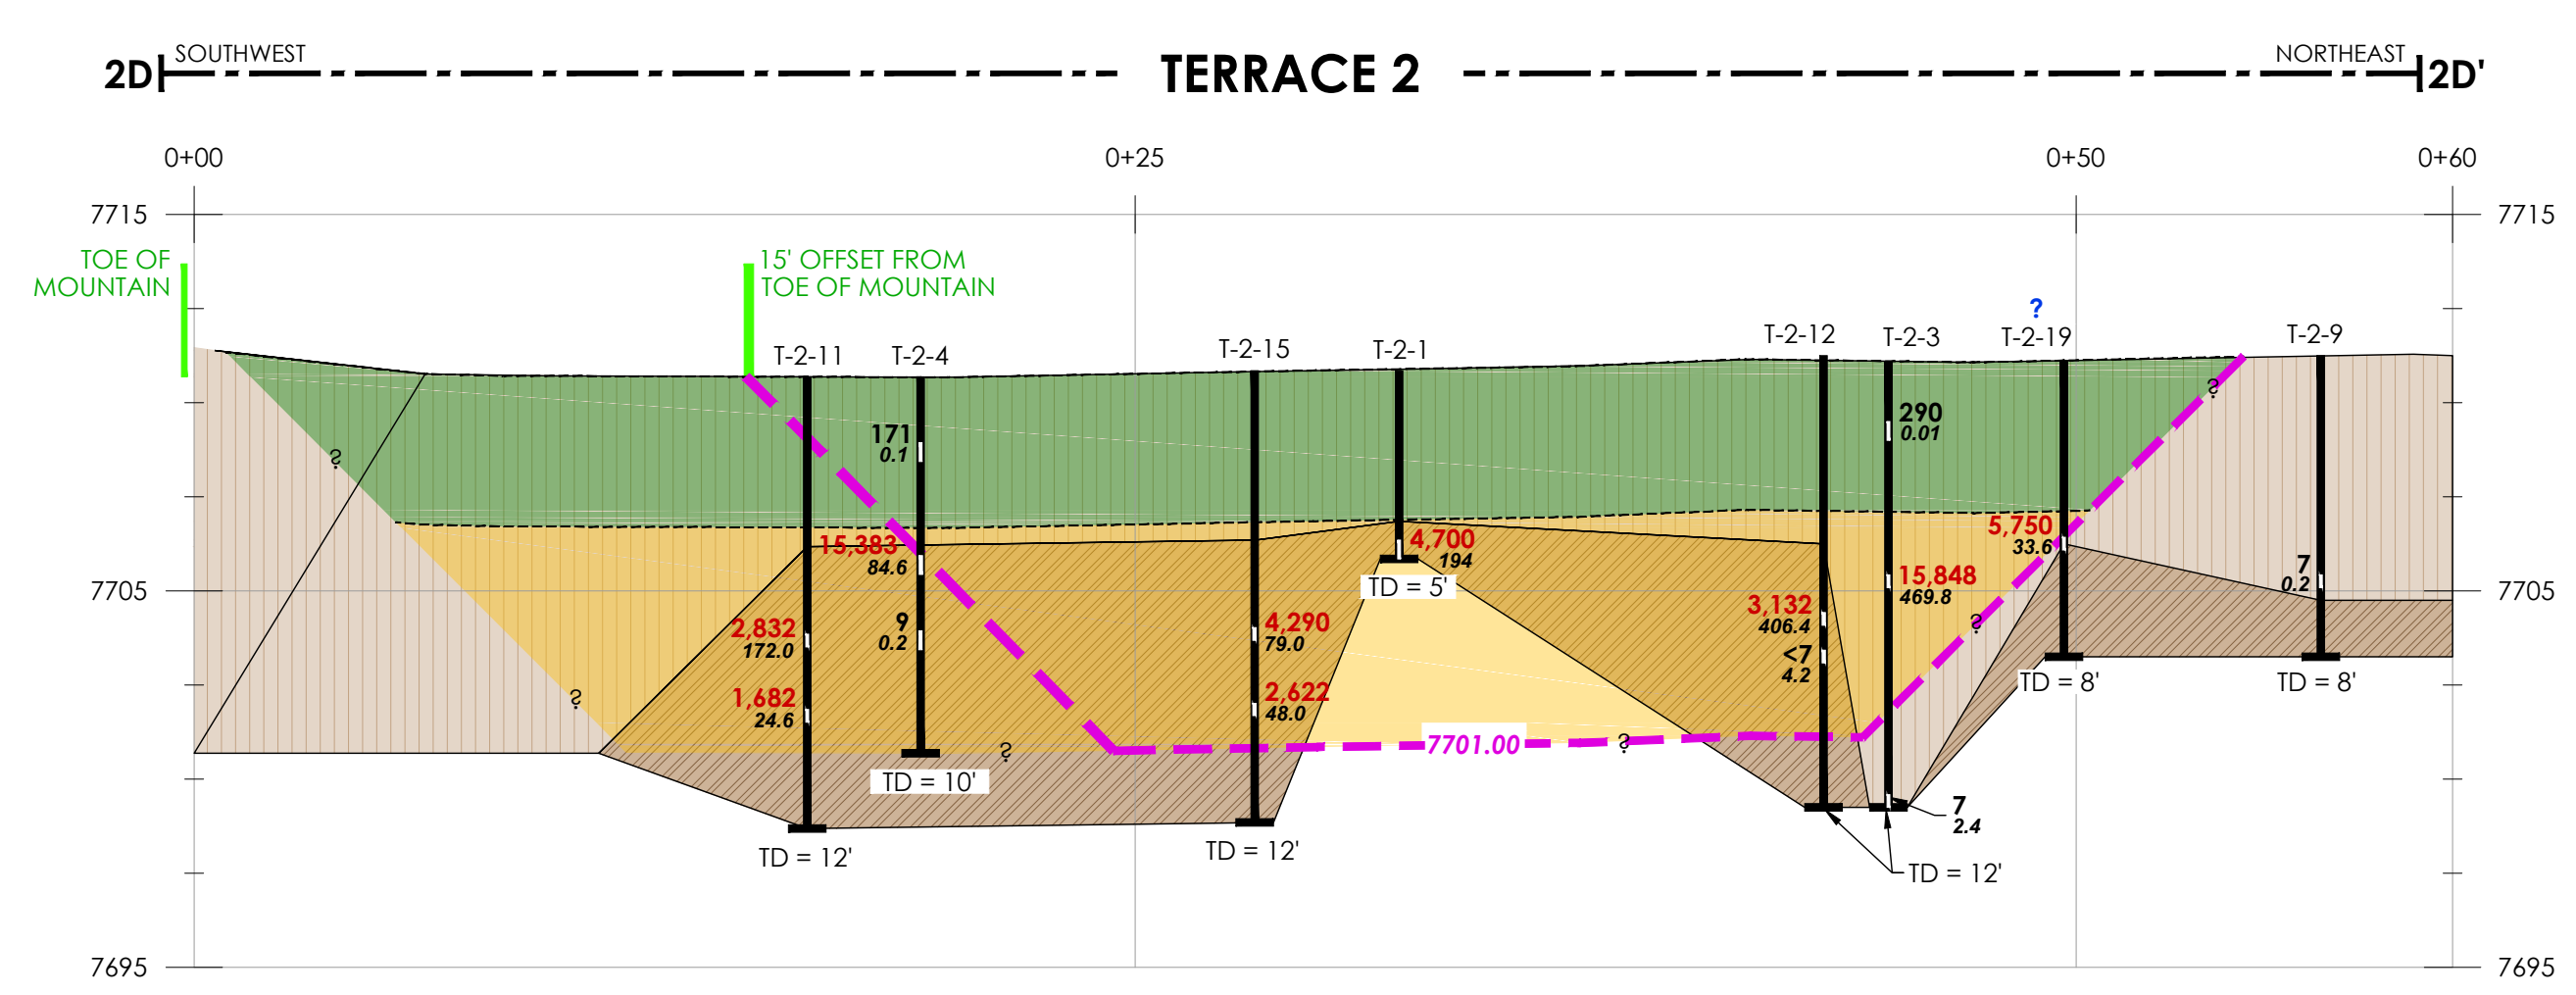 SOUTHWEST
NORTHEAST
2D
TERRACE 2
2D'
0+00
0+25
0+50
0+60
7715
7715
TOE OF
MOUNTAIN
15' OFFSET FROM
TOE OF MOUNTAIN
?
T-2-11
T-2-4
T-2-15
T-2-1
T-2-12
T-2-3
T-2-19
T-2-9
?
171
0.1
290
0.01
?
15,383
84.6
4,700
194
5,750
33.6
TD = 5'
7705
7705
15,848
469.8
7
0.2
2,832
172.0
9
0.2
4,290
79.0
3,132
406.4
?
<7
4.2
?
1,682
24.6
2,622
48.0
TD = 8'
TD = 8'
?
7701.00
?
TD = 10'
7
2.4
TD = 12'
TD = 12'
TD = 12'
7695
7695